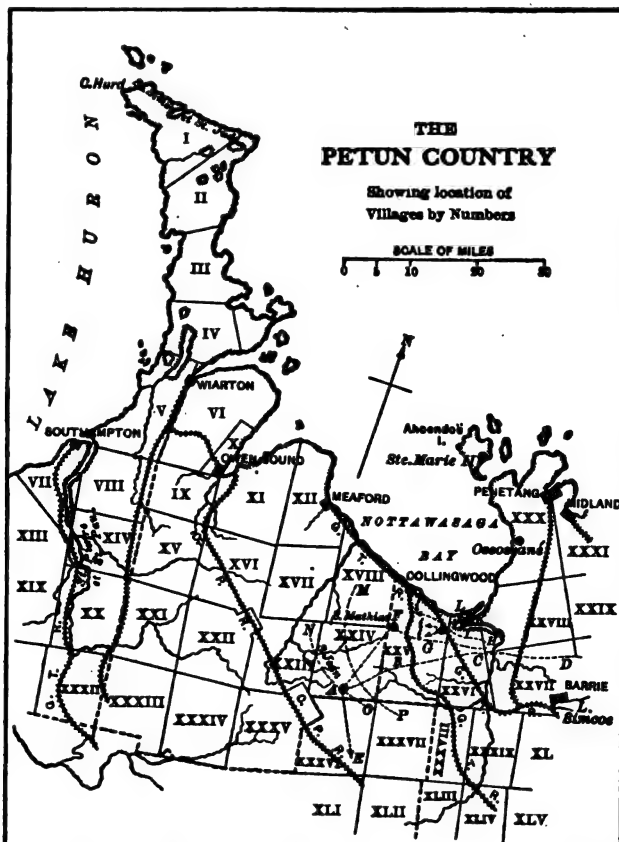 THE
PETUN COUNTRY
Showing location of
Villages by Numbers
SCALE OF MILES
0 5 10 20 30
C. Hurd
LAKE HURON
I
II
III
IV
N
WIARTON
V
VI
SOUTHAMPTON
OWEN SOUND
X
Ahoendoë
I.
Ste. Marie II
PENETANG
MIDLAND
VII
VIII
IX
XI
XII
MEAFORD
NOTTAWASAGA
BAY
Ossossané
XXX
XXXI
XIII
XIV
XV
XVI
XVII
XVIII
COLLINGWOOD
M
L
XIX
XX
XXI
XXII
XXIII
XXIV
XXV
XXVI
XXVII
XXVIII
XXIX
N
F
G
B
C
D
A
O
P
E
BARRIE
L.
Simcoe
XXXII
XXXIII
XXXIV
XXXV
XXXVI
XXXVII
XXXVIII
XXXIX
XL
XLI
XLII
XLIII
XLIV
XLV